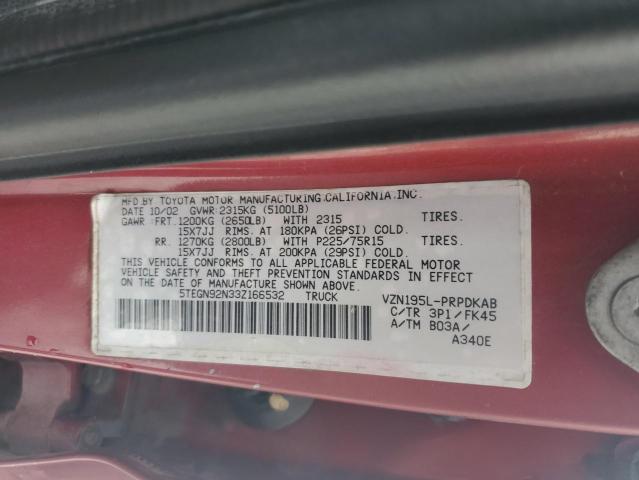 MFD.BY TOYOTA MOTOR MANUFACTURING,CALIFORNIA,INC.
DATE 10/02 GVWR 2315KG (5100LB)
GAWR FRT.1200KG (2650LB) WITH 2315 TIRES.
15X7JJ RIMS. AT 180KPA (26PSI) COLD.
RR. 1270KG (2800LB) WITH P225/75R15 TIRES.
15X7JJ RIMS. AT 200KPA (29PSI) COLD.
THIS VEHICLE CONFORMS TO ALL APPLICABLE FEDERAL MOTOR
VEHICLE SAFETY AND THEFT PREVENTION STANDARDS IN EFFECT
ON THE DATE OF MANUFACTURE SHOWN ABOVE.
5TEGN92N33Z166532 TRUCK VZN195L-PRPDKAB
C/TR 3P1/FK45
A/TM B03A/
A340E